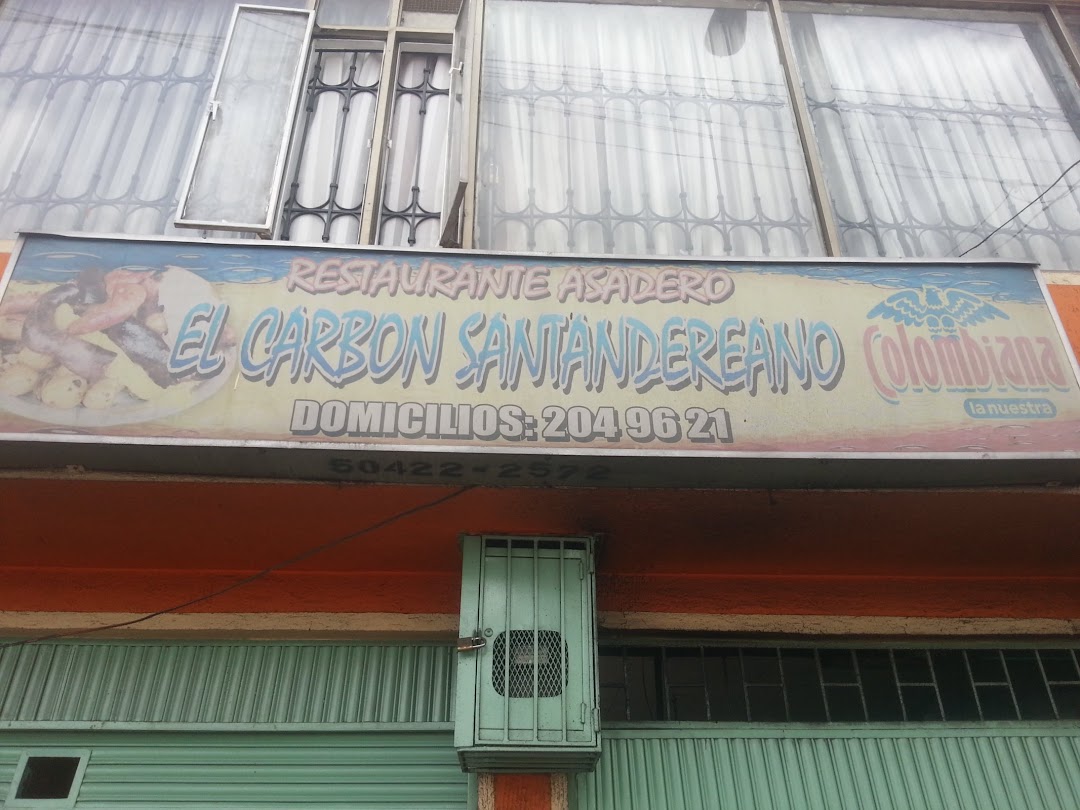 RESTAURANTE ASADERO
EL CARBON SANTANDEREANO
DOMICILIOS: 204 96 21
Colombiana
la nuestra
50422-2572